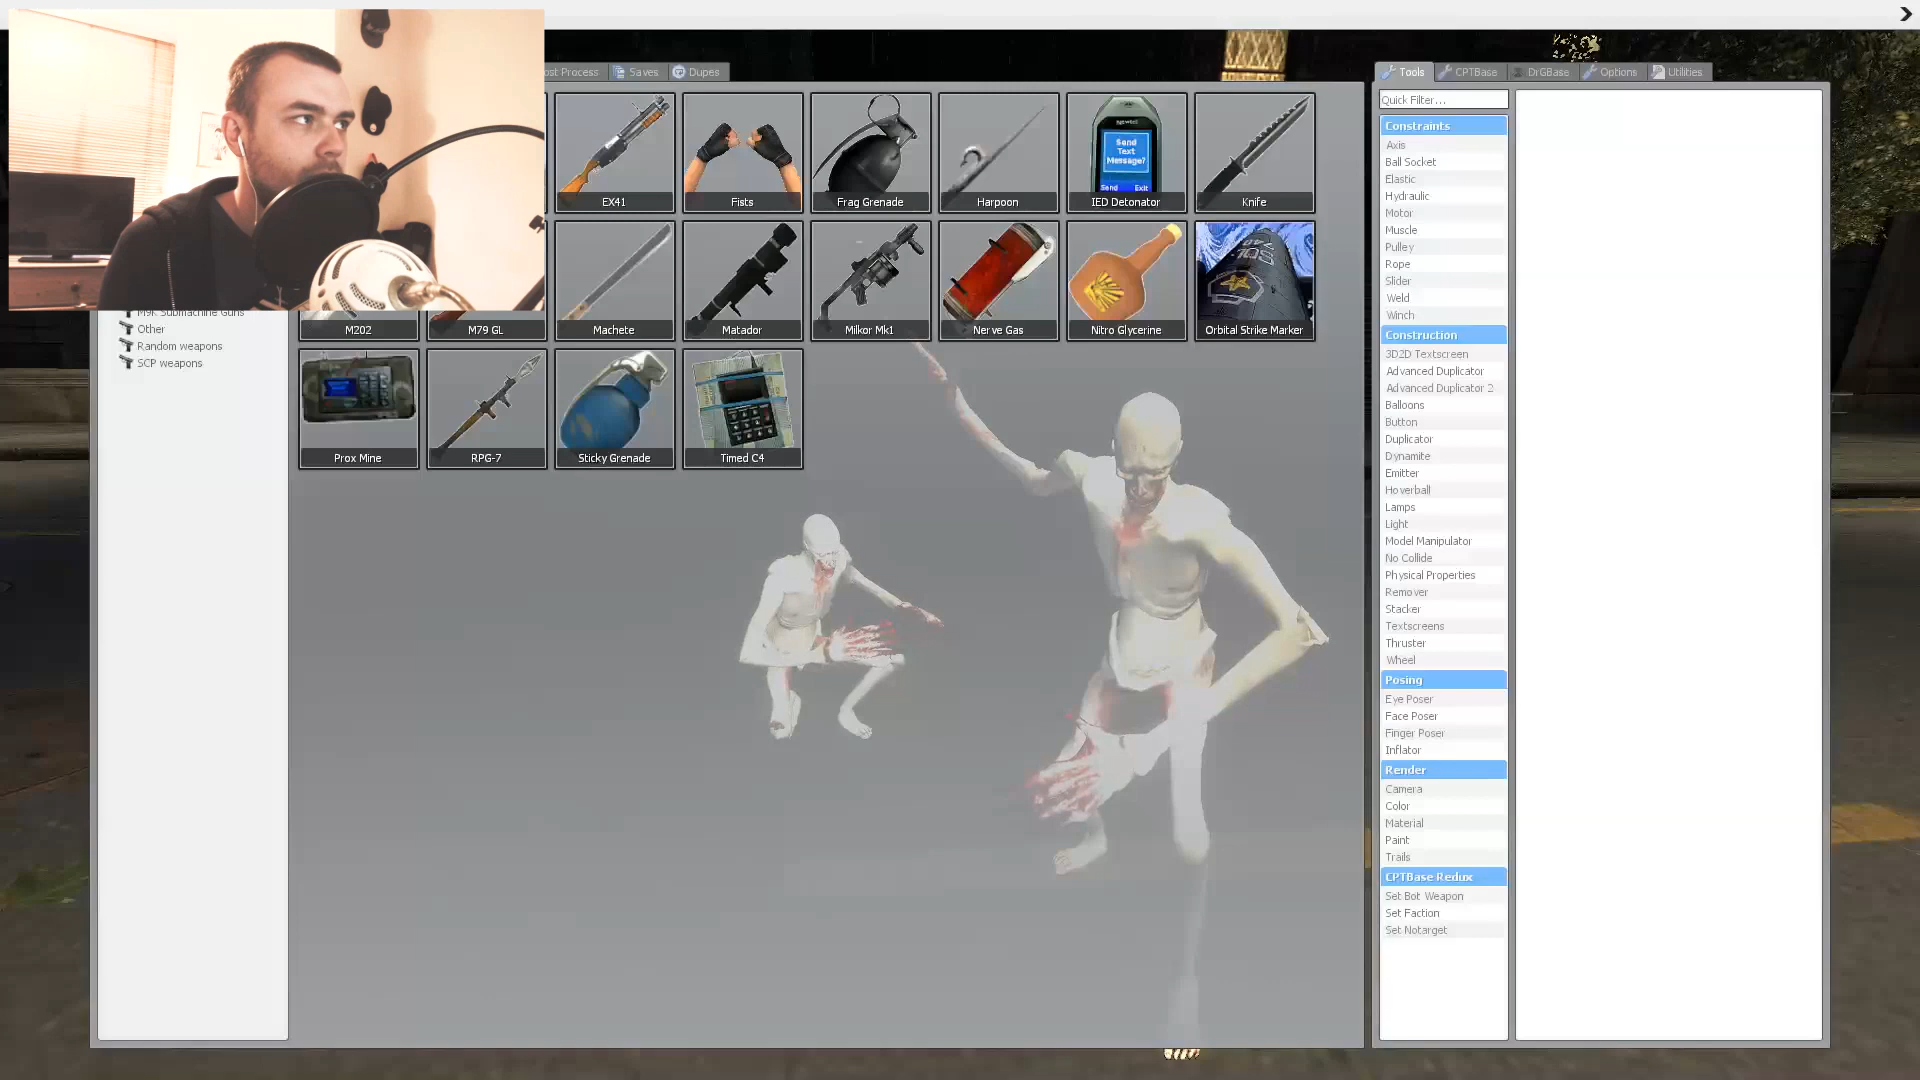 ost Process
Saves
Dupes
EX41
Fists
Frag Grenade
Harpoon
Newtel
Send
Text
Message?
Send Exit
IED Detonator
Knife
M9K Submachine Guns
Other
Random weapons
SCP weapons
M202
M79 GL
Machete
Matador
Milkor Mk1
Nerve Gas
Nitro Glycerine
Orbital Strike Marker
Prox Mine
RPG-7
Sticky Grenade
Timed C4
Tools
CPTBase
DrGBase
Options
Utilities
Quick Filter...
Constraints
Axis
Ball Socket
Elastic
Hydraulic
Motor
Muscle
Pulley
Rope
Slider
Weld
Winch
Construction
3D2D Textscreen
Advanced Duplicator
Advanced Duplicator 2
Balloons
Button
Duplicator
Dynamite
Emitter
Hoverball
Lamps
Light
Model Manipulator
No Collide
Physical Properties
Remover
Stacker
Textscreens
Thruster
Wheel
Posing
Eye Poser
Face Poser
Finger Poser
Inflator
Render
Camera
Color
Material
Paint
Trails
CPTBase Redux
Set Bot Weapon
Set Faction
Set Notarget